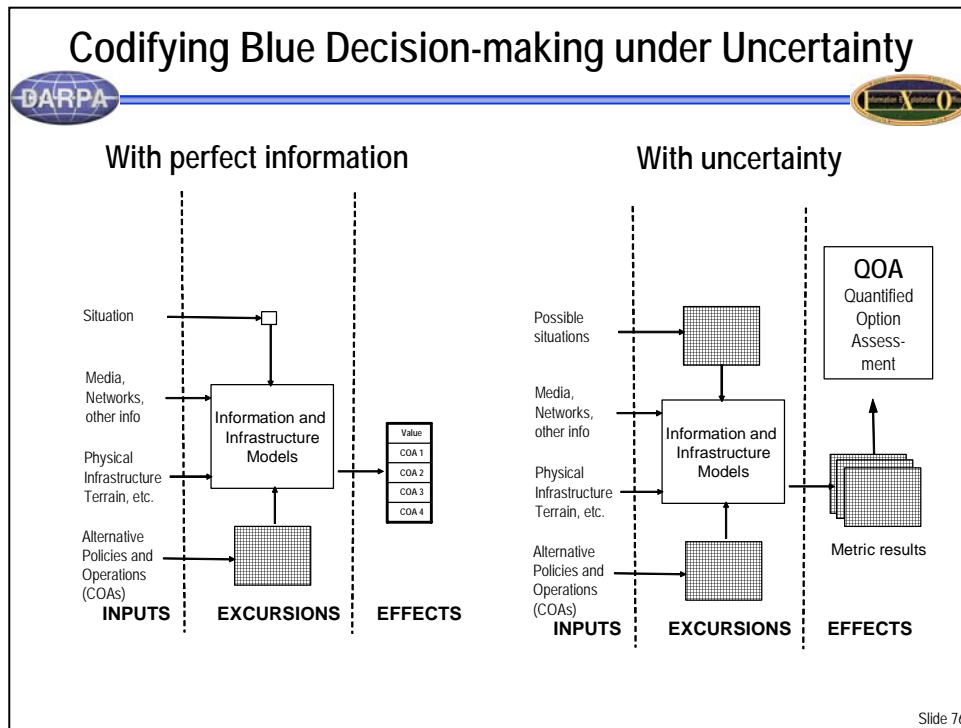 Codifying Blue Decision-making under Uncertainty
DARPA
Information Exploitation Office
I X O
With perfect information
Situation
Media,
Networks,
other info
Physical
Infrastructure
Terrain, etc.
Alternative
Policies and
Operations
(COAs)
Information and
Infrastructure
Models
Value
COA 1
COA 2
COA 3
COA 4
INPUTS
EXCURSIONS
EFFECTS
With uncertainty
Possible
situations
Media,
Networks,
other info
Physical
Infrastructure
Terrain, etc.
Alternative
Policies and
Operations
(COAs)
Information and
Infrastructure
Models
QOA
Quantified
Option
Assess-
ment
Metric results
INPUTS
EXCURSIONS
EFFECTS